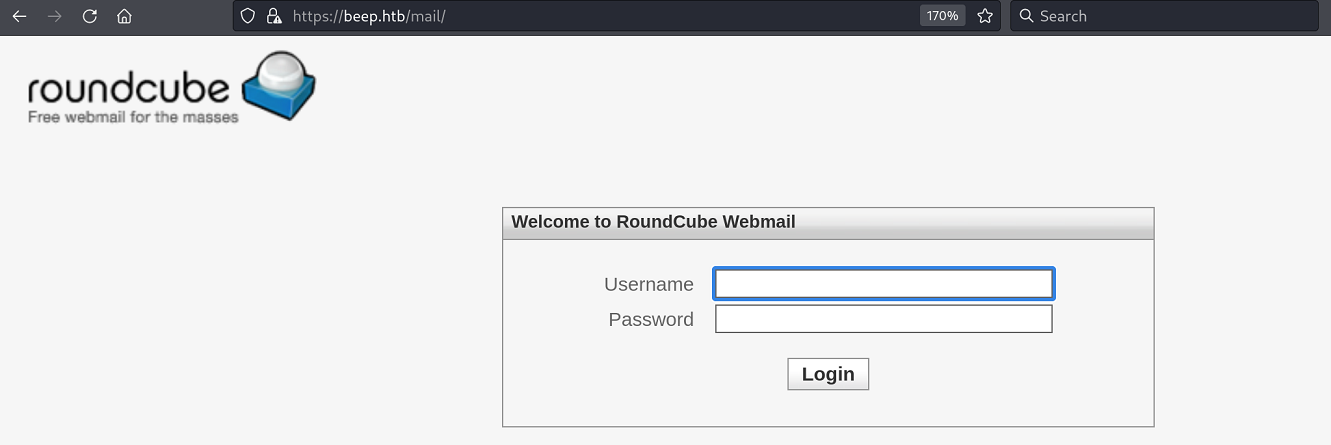 https://beep.htb/mail/ 170% Search
roundcube
Free webmail for the masses
Welcome to RoundCube Webmail
Username
Password
Login